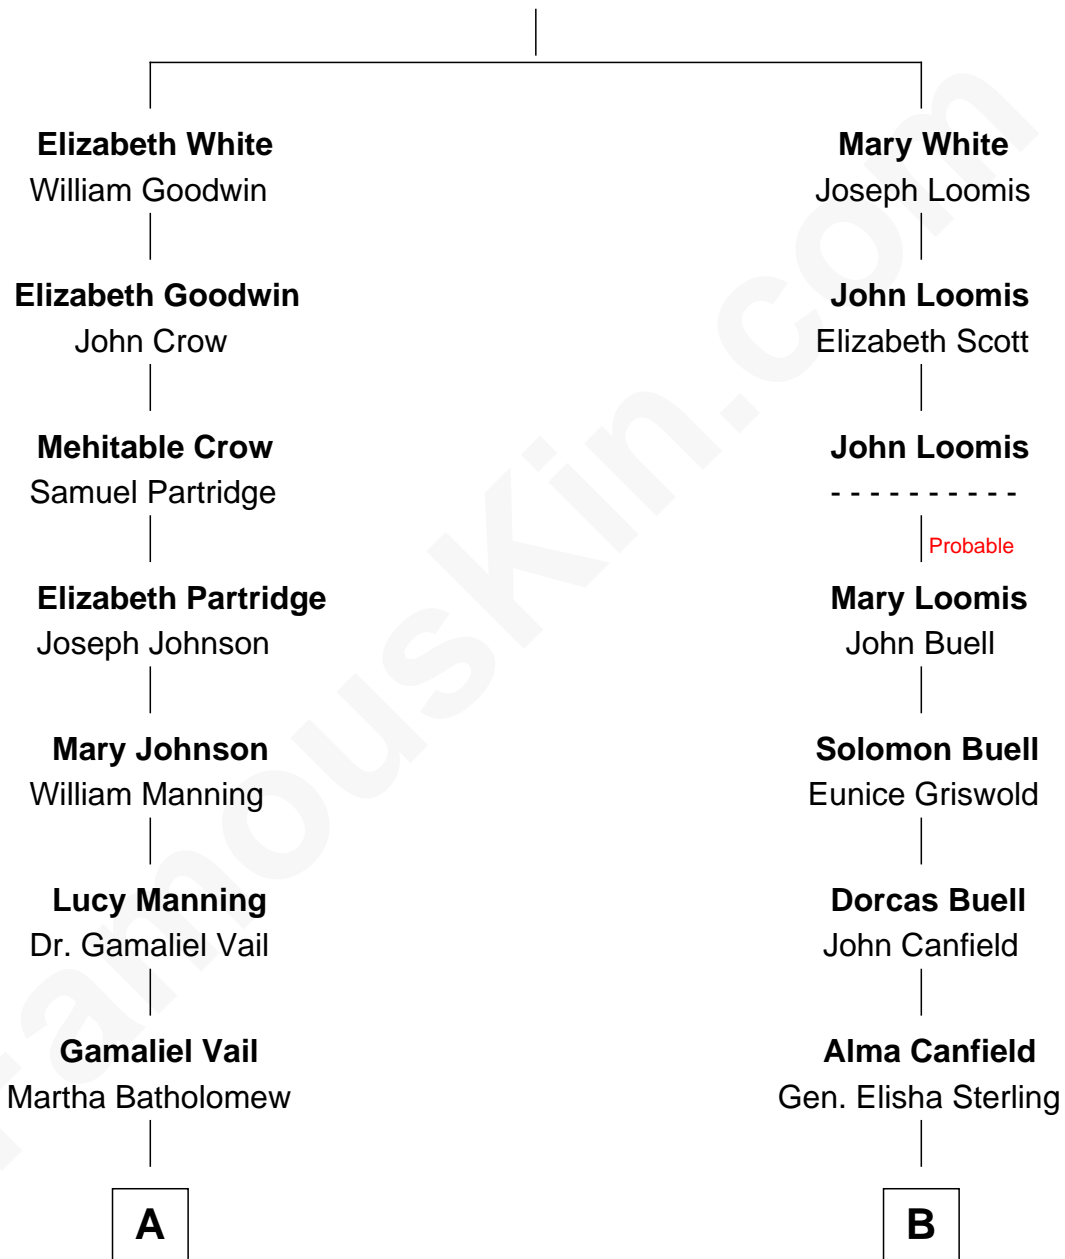 Elizabeth White
William Goodwin
Mary White
Joseph Loomis
Elizabeth Goodwin
John Crow
John Loomis
Elizabeth Scott
Mehitable Crow
Samuel Partridge
John Loomis
- - - - - - - - - -
Probable
Elizabeth Partridge
Joseph Johnson
Mary Loomis
John Buell
Mary Johnson
William Manning
Solomon Buell
Eunice Griswold
Lucy Manning
Dr. Gamaliel Vail
Dorcas Buell
John Canfield
Gamaliel Vail
Martha Batholomew
Alma Canfield
Gen. Elisha Sterling
A
B
FamousKin.com